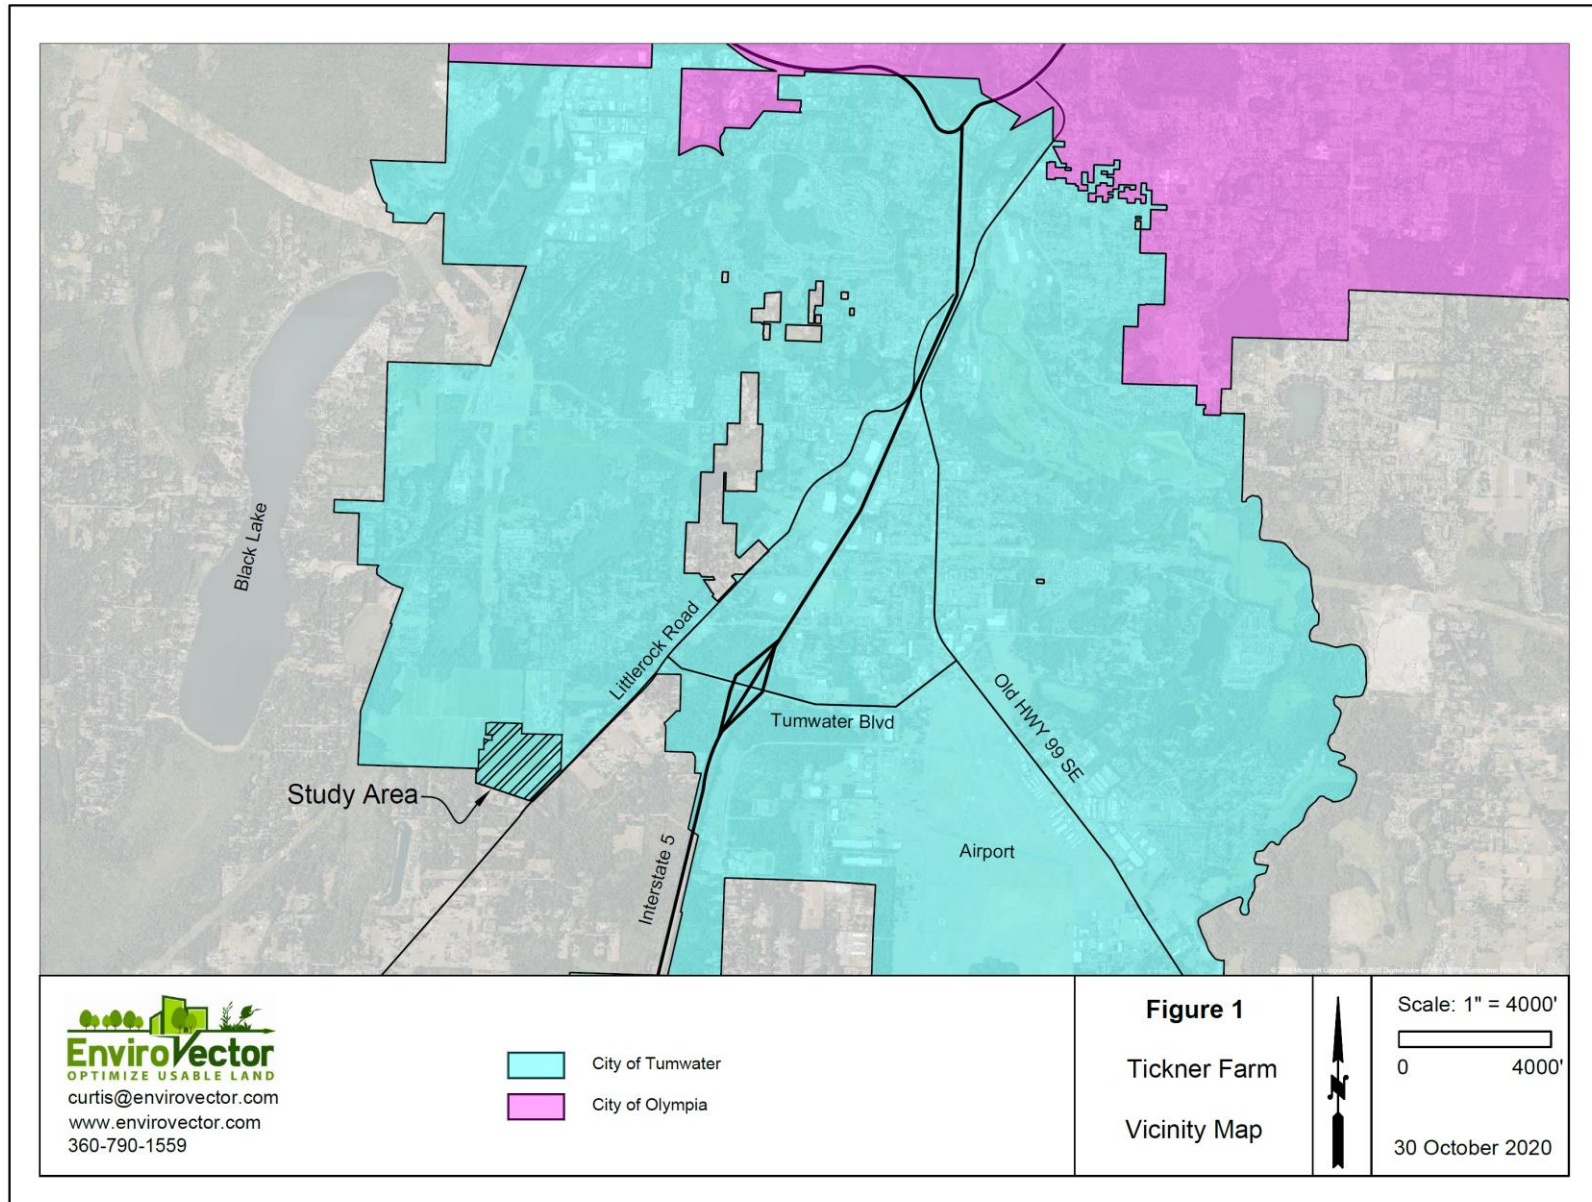 Black Lake
Littlerock Road
Tumwater Blvd
Old HWY 99 SE
Study Area
Airport
Interstate 5
EnviroVector
OPTIMIZE USABLE LAND
curtis@envirovector.com
www.envirovector.com
360-790-1559
City of Tumwater
City of Olympia
Figure 1
Tickner Farm
Vicinity Map
N
Scale: 1" = 4000'
0 4000'
30 October 2020